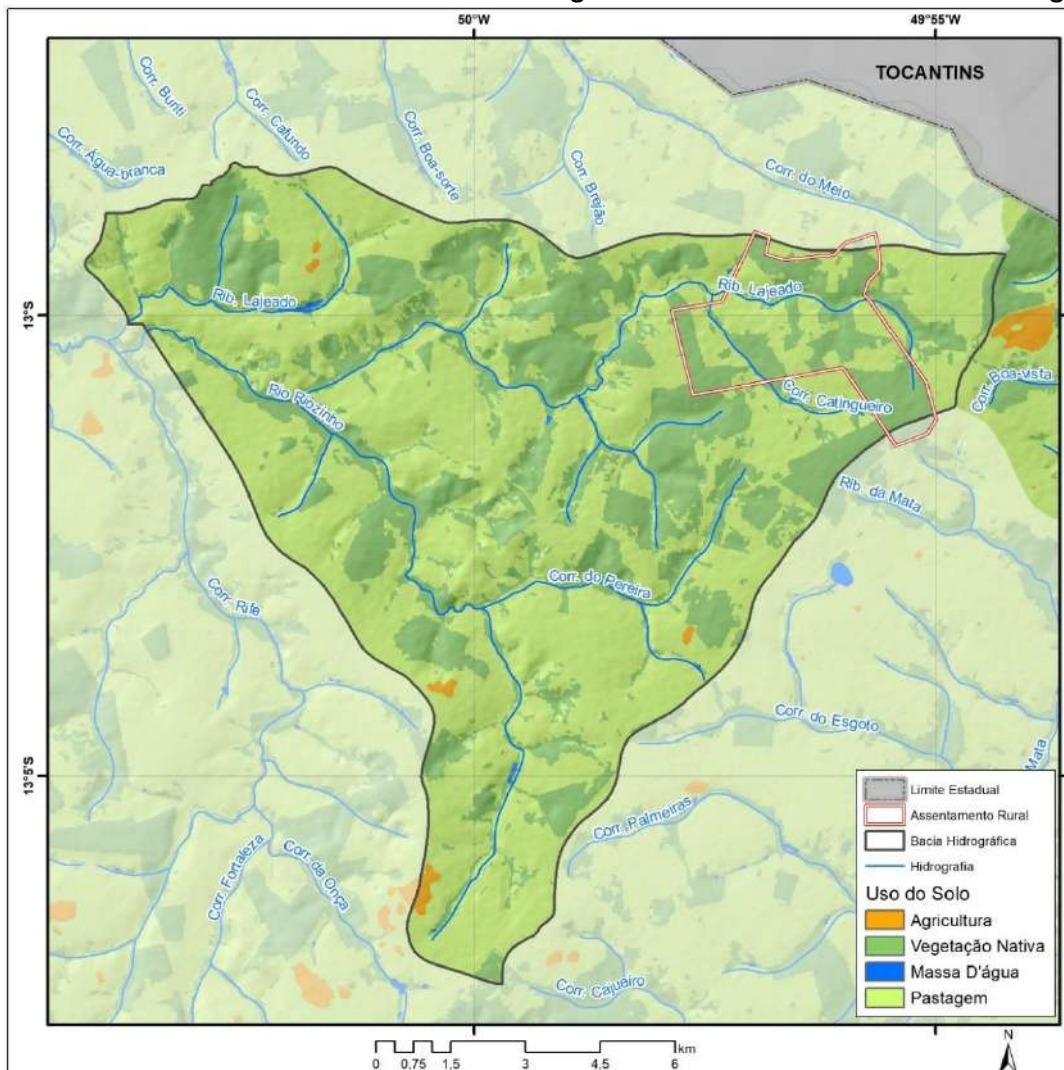 50°W
49°55'W
TOCANTINS
Corr. Buriti
Corr. Cafundo
Corr. Água-branca
Corr. Boa-sorte
Corr. Brejão
Corr. do Meio
Rib. Lajeado
Rib. Lajeado
13°S
13°S
Corr. Boa-vista
Rio Riozinho
Corr. Catingueiro
Rib. da Mata
Corr. do Pereira
Corr. Rife
Corr. do Esgoto
Mata
13°5'S
Corr. Palmeiras
Corr. Fortaleza
Corr. da Onça
Corr. Cajueiro
Limite Estadual
Assentamento Rural
Bacia Hidrográfica
Hidrografia
Uso do Solo
Agricultura
Vegetação Nativa
Massa D'água
Pastagem
km
0 0,75 1,5 3 4,5 6
N